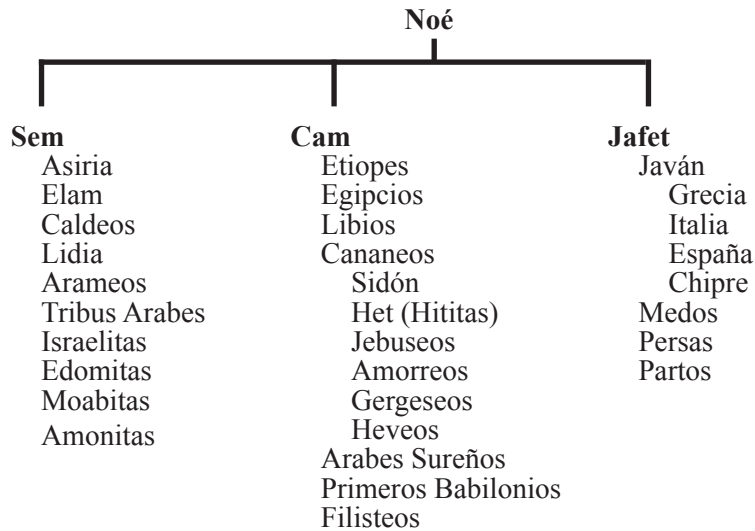 Noé
Sem
Asiria
Elam
Caldeos
Lidia
Arameos
Tribus Arabes
Israelitas
Edomitas
Moabitas
Amonitas
Cam
Etiopes
Egipcios
Libios
Cananeos
Sidón
Het (Hititas)
Jebuseos
Amorreos
Gergeseos
Heveos
Arabes Sureños
Primeros Babilonios
Filisteos
Jafet
Javán
Grecia
Italia
España
Chipre
Medos
Persas
Partos